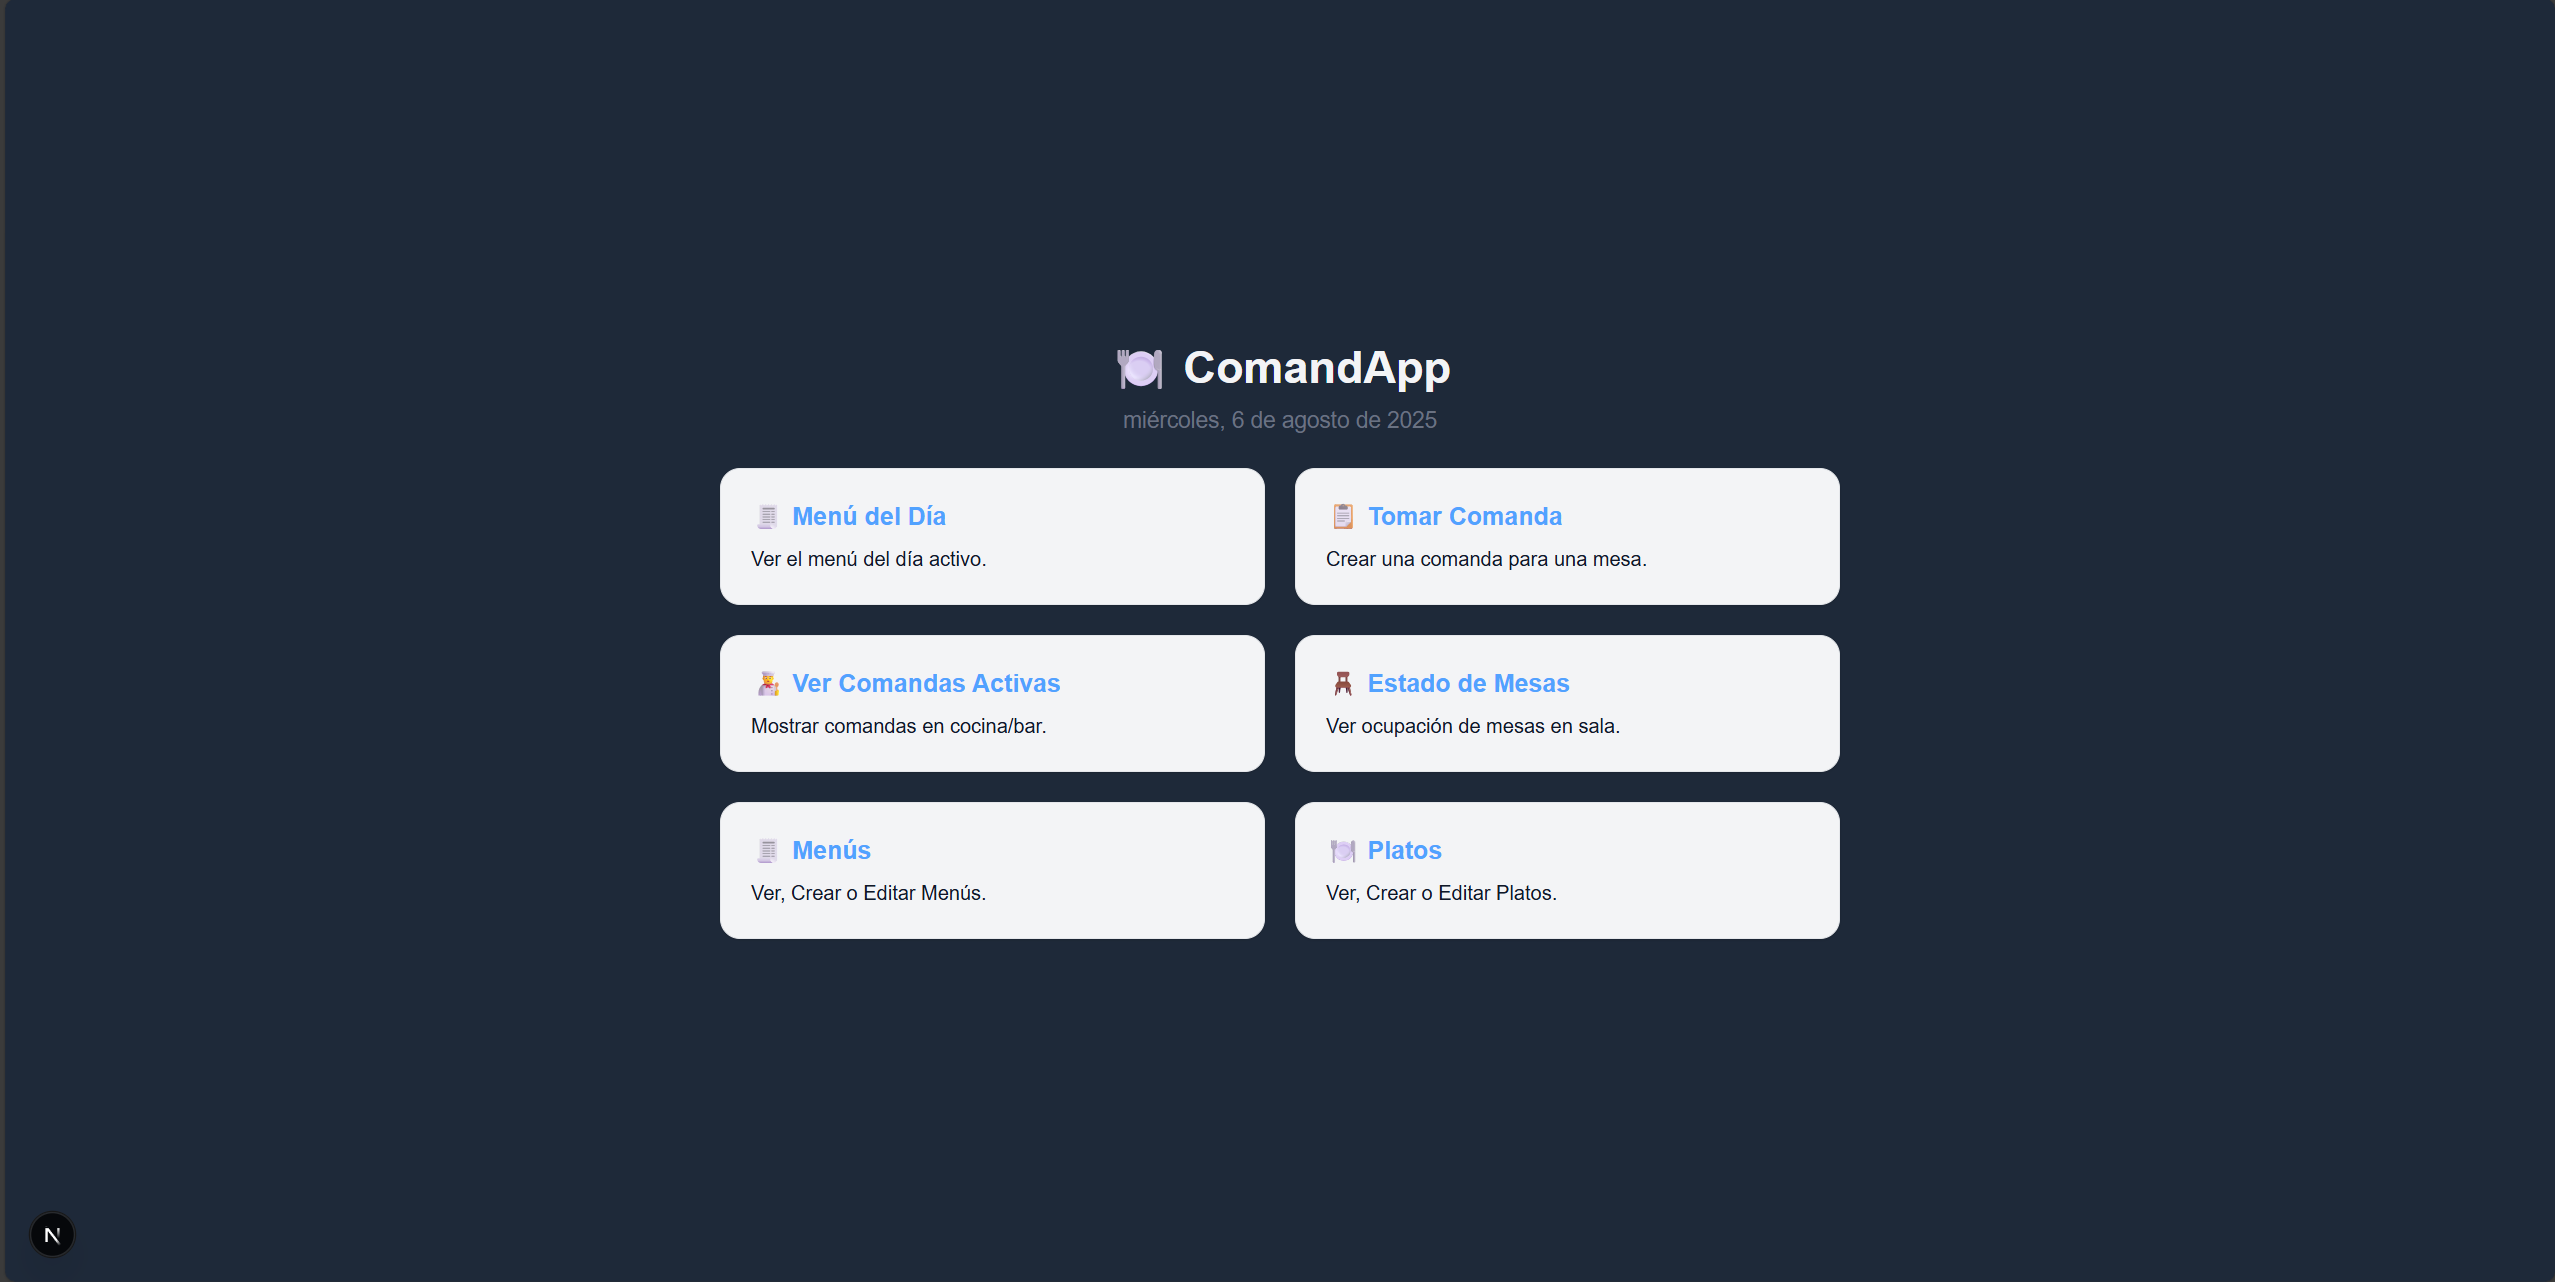 ComandApp
miércoles, 6 de agosto de 2025
Menú del Día
Ver el menú del día activo.
Tomar Comanda
Crear una comanda para una mesa.
Ver Comandas Activas
Mostrar comandas en cocina/bar.
Estado de Mesas
Ver ocupación de mesas en sala.
Menús
Ver, Crear o Editar Menús.
Platos
Ver, Crear o Editar Platos.
N